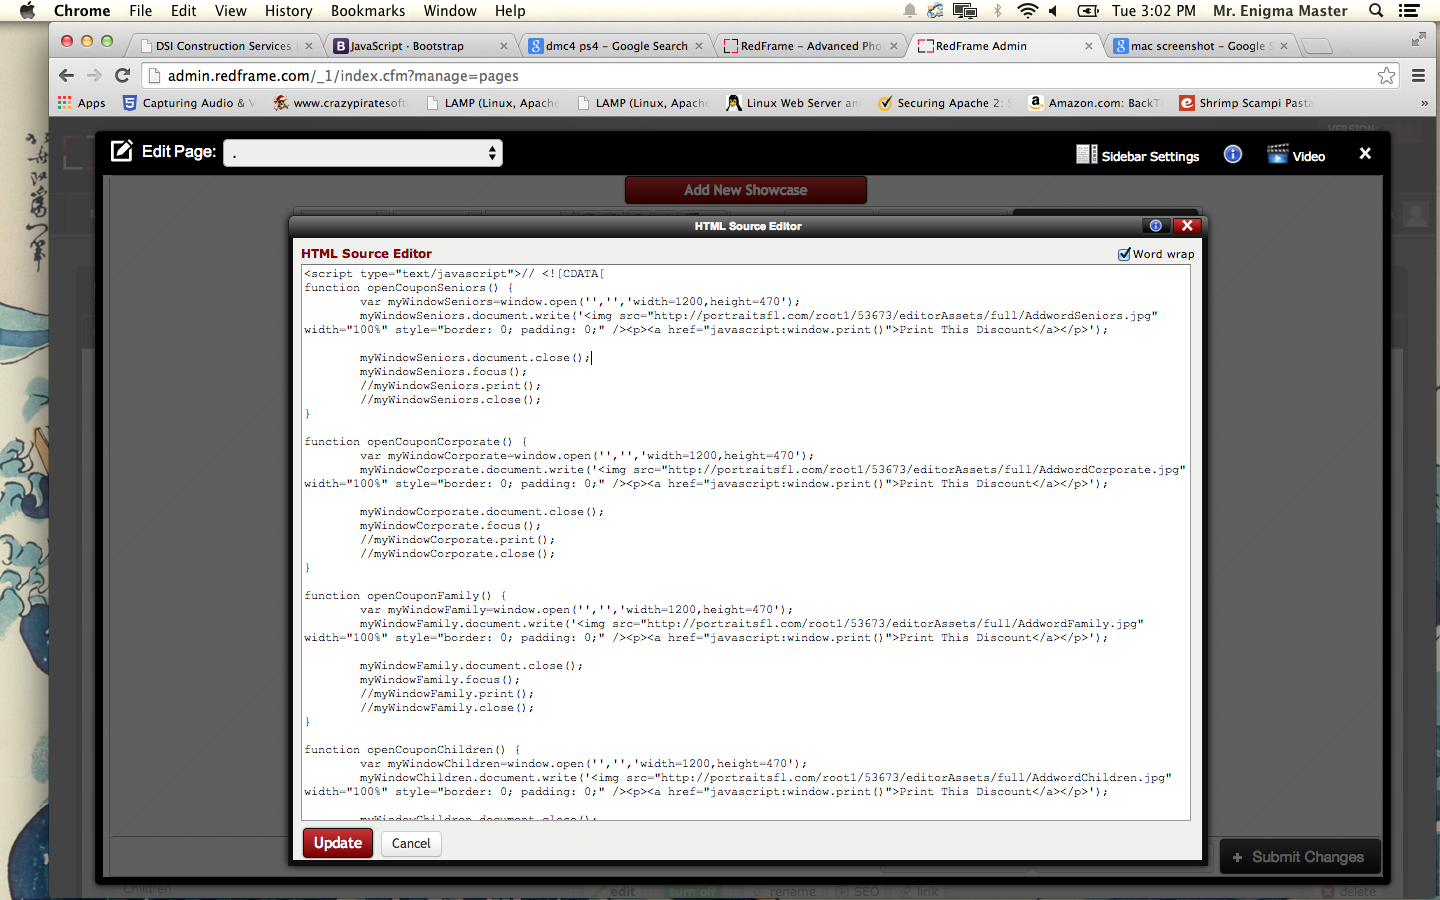 Chrome File Edit View History Bookmarks Window Help Tue 3:02 PM Mr. Enigma Master
DSI Construction Services JavaScript · Bootstrap dmc4 ps4 – Google Search RedFrame – Advanced Pho RedFrame Admin mac screenshot – Google S
admin.redframe.com/_1/index.cfm?manage=pages
Apps Capturing Audio & V www.crazypiratesoft LAMP (Linux, Apache LAMP (Linux, Apache Linux Web Server an Securing Apache 2: S Amazon.com: BackT Shrimp Scampi Pasta »
VERSION:
Edit Page: . Sidebar Settings Video
Add New Showcase
HTML Source Editor
HTML Source Editor Word wrap
<script type="text/javascript">// <![CDATA[
function openCouponSeniors() {
var myWindowSeniors=window.open('','','width=1200,height=470');
myWindowSeniors.document.write('<img src="http://portraitsfl.com/root1/53673/editorAssets/full/AddwordSeniors.jpg"
width="100%" style="border: 0; padding: 0;" /><p><a href="javascript:window.print()">Print This Discount</a></p>');
myWindowSeniors.document.close();
myWindowSeniors.focus();
//myWindowSeniors.print();
//myWindowSeniors.close();
}
function openCouponCorporate() {
var myWindowCorporate=window.open('','','width=1200,height=470');
myWindowCorporate.document.write('<img src="http://portraitsfl.com/root1/53673/editorAssets/full/AddwordCorporate.jpg"
width="100%" style="border: 0; padding: 0;" /><p><a href="javascript:window.print()">Print This Discount</a></p>');
myWindowCorporate.document.close();
myWindowCorporate.focus();
//myWindowCorporate.print();
//myWindowCorporate.close();
}
function openCouponFamily() {
var myWindowFamily=window.open('','','width=1200,height=470');
myWindowFamily.document.write('<img src="http://portraitsfl.com/root1/53673/editorAssets/full/AddwordFamily.jpg"
width="100%" style="border: 0; padding: 0;" /><p><a href="javascript:window.print()">Print This Discount</a></p>');
myWindowFamily.document.close();
myWindowFamily.focus();
//myWindowFamily.print();
//myWindowFamily.close();
}
function openCouponChildren() {
var myWindowChildren=window.open('','','width=1200,height=470');
myWindowChildren.document.write('<img src="http://portraitsfl.com/root1/53673/editorAssets/full/AddwordChildren.jpg"
width="100%" style="border: 0; padding: 0;" /><p><a href="javascript:window.print()">Print This Discount</a></p>');
myWindowChildren.document.close();
Update Cancel
+ Submit Changes
Children edit turn off rename SEO link delete